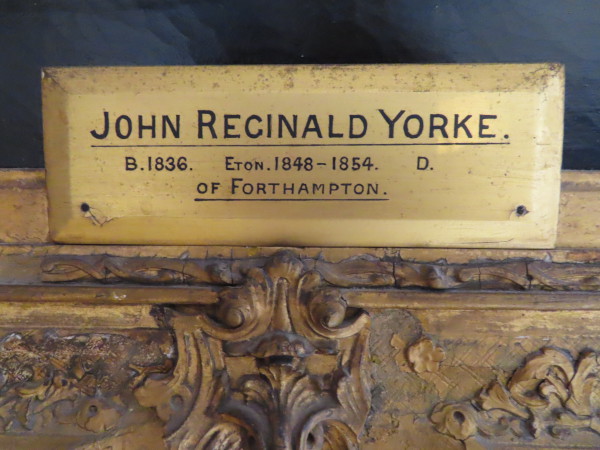 JOHN REGINALD YORKE.
B.1836. ETON.1848-1854. D.
OF FORTHAMPTON.